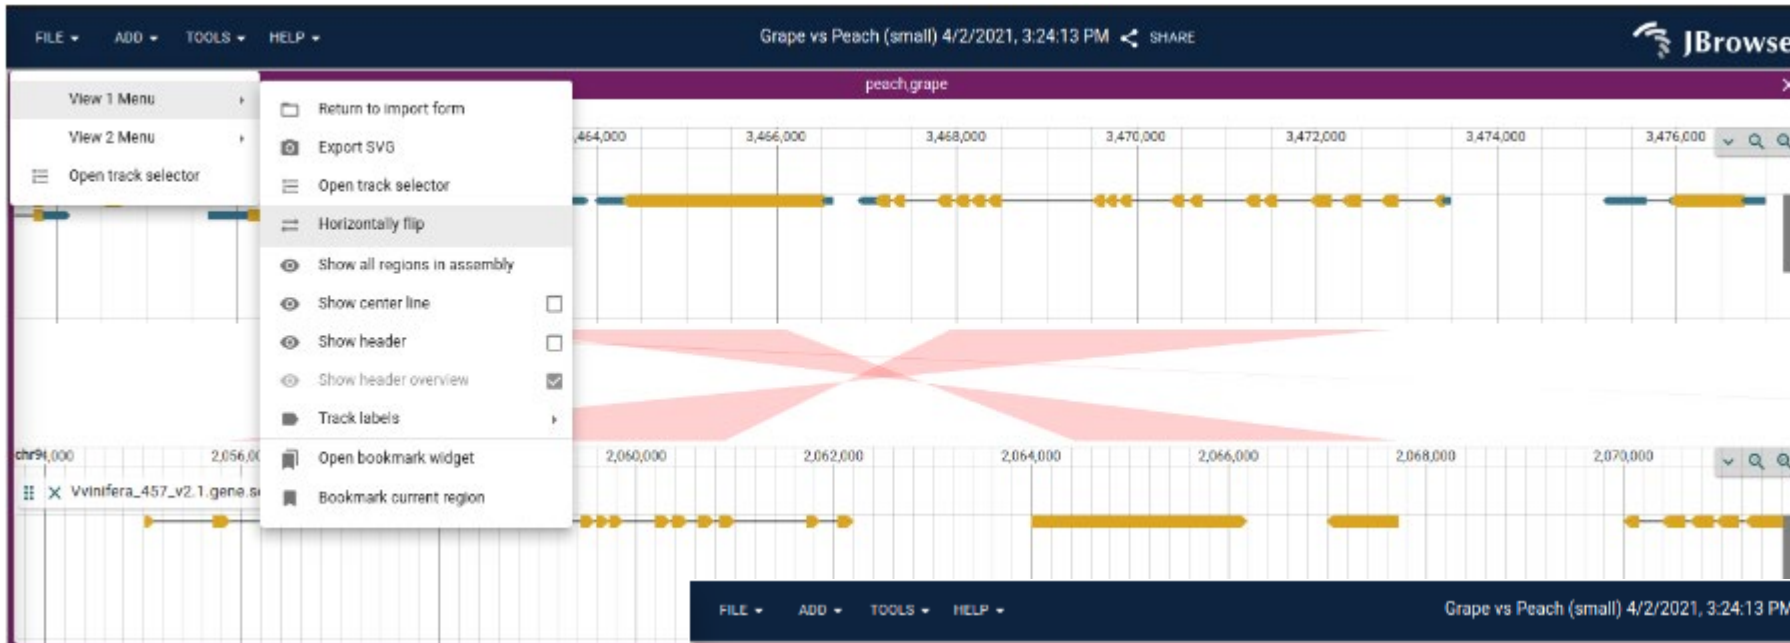 FILE ADD TOOLS HELP Grape vs Peach (small) 4/2/2021, 3:24:13 PM SHARE JBrowse
peach,grape
View 1 Menu
View 2 Menu
Open track selector
Return to import form
Export SVG
Open track selector
Horizontally flip
Show all regions in assembly
Show center line
Show header
Show header overview
Track labels
Open bookmark widget
Bookmark current region
,464,000 3,466,000 3,468,000 3,470,000 3,472,000 3,474,000 3,476,000
chr9 ,000 2,056,0 2,060,000 2,062,000 2,064,000 2,066,000 2,068,000 2,070,000
Vvinifera_457_v2.1.gene.s
FILE ADD TOOLS HELP Grape vs Peach (small) 4/2/2021, 3:24:13 PM